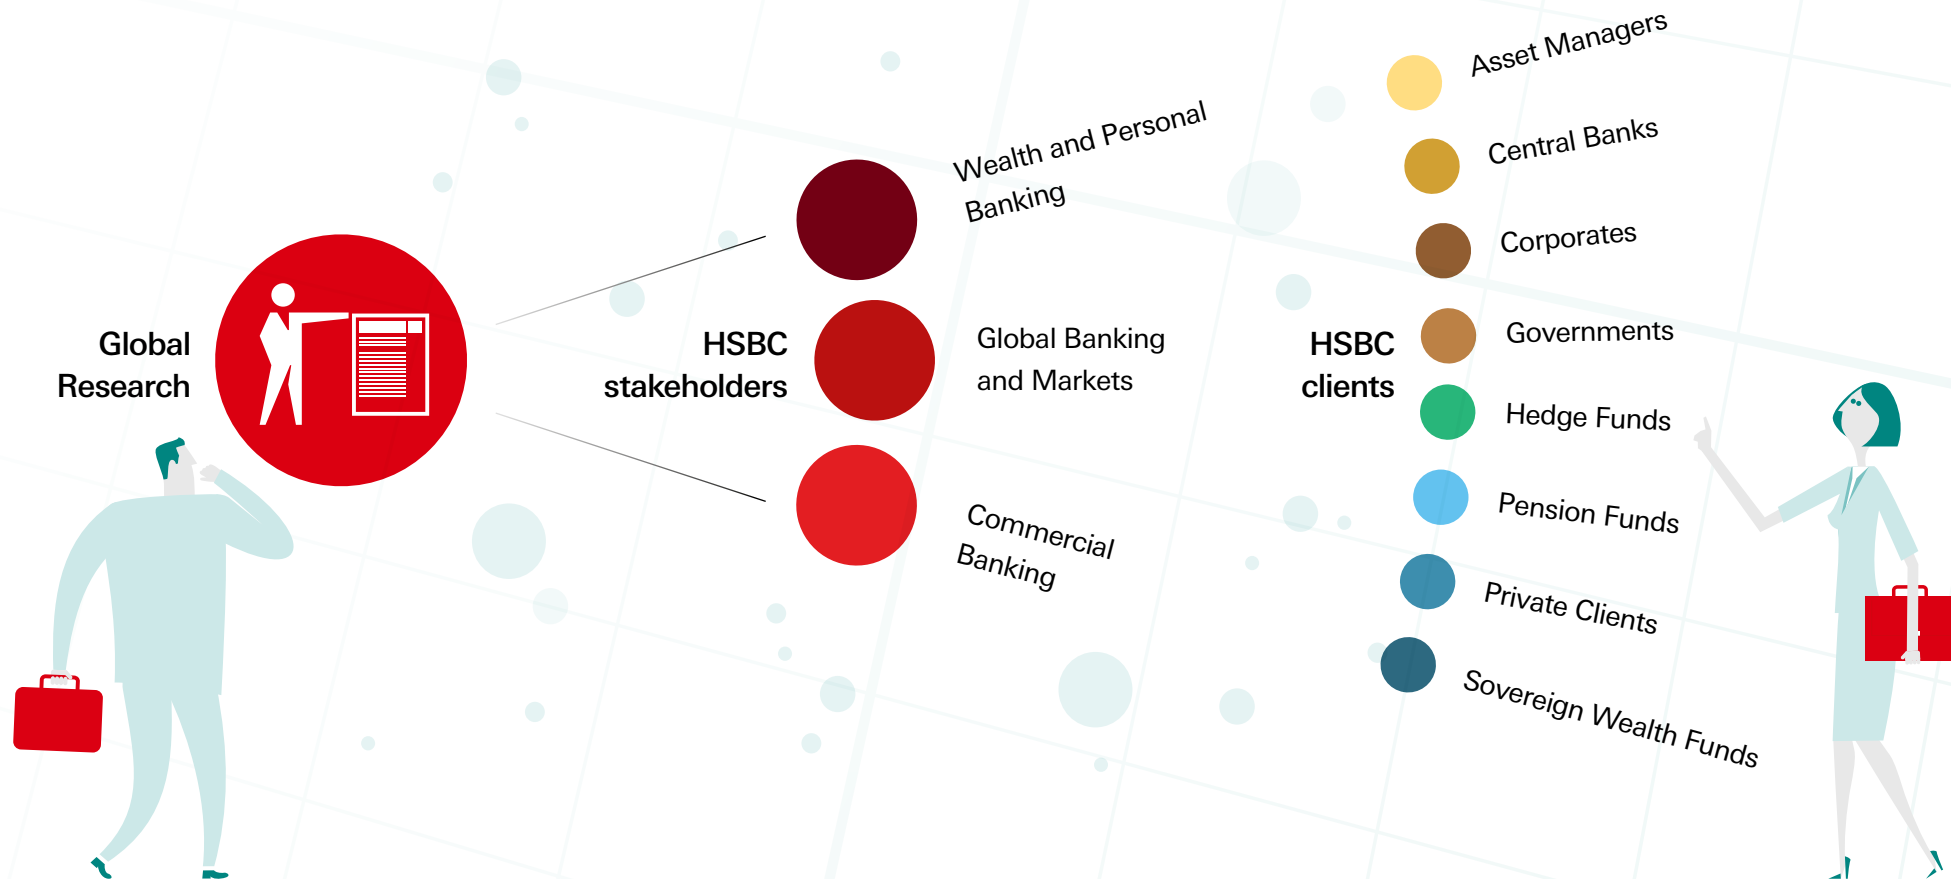 Global
Research
HSBC
stakeholders
Wealth and Personal
Banking
Global Banking
and Markets
Commercial
Banking
HSBC
clients
Asset Managers
Central Banks
Corporates
Governments
Hedge Funds
Pension Funds
Private Clients
Sovereign Wealth Funds